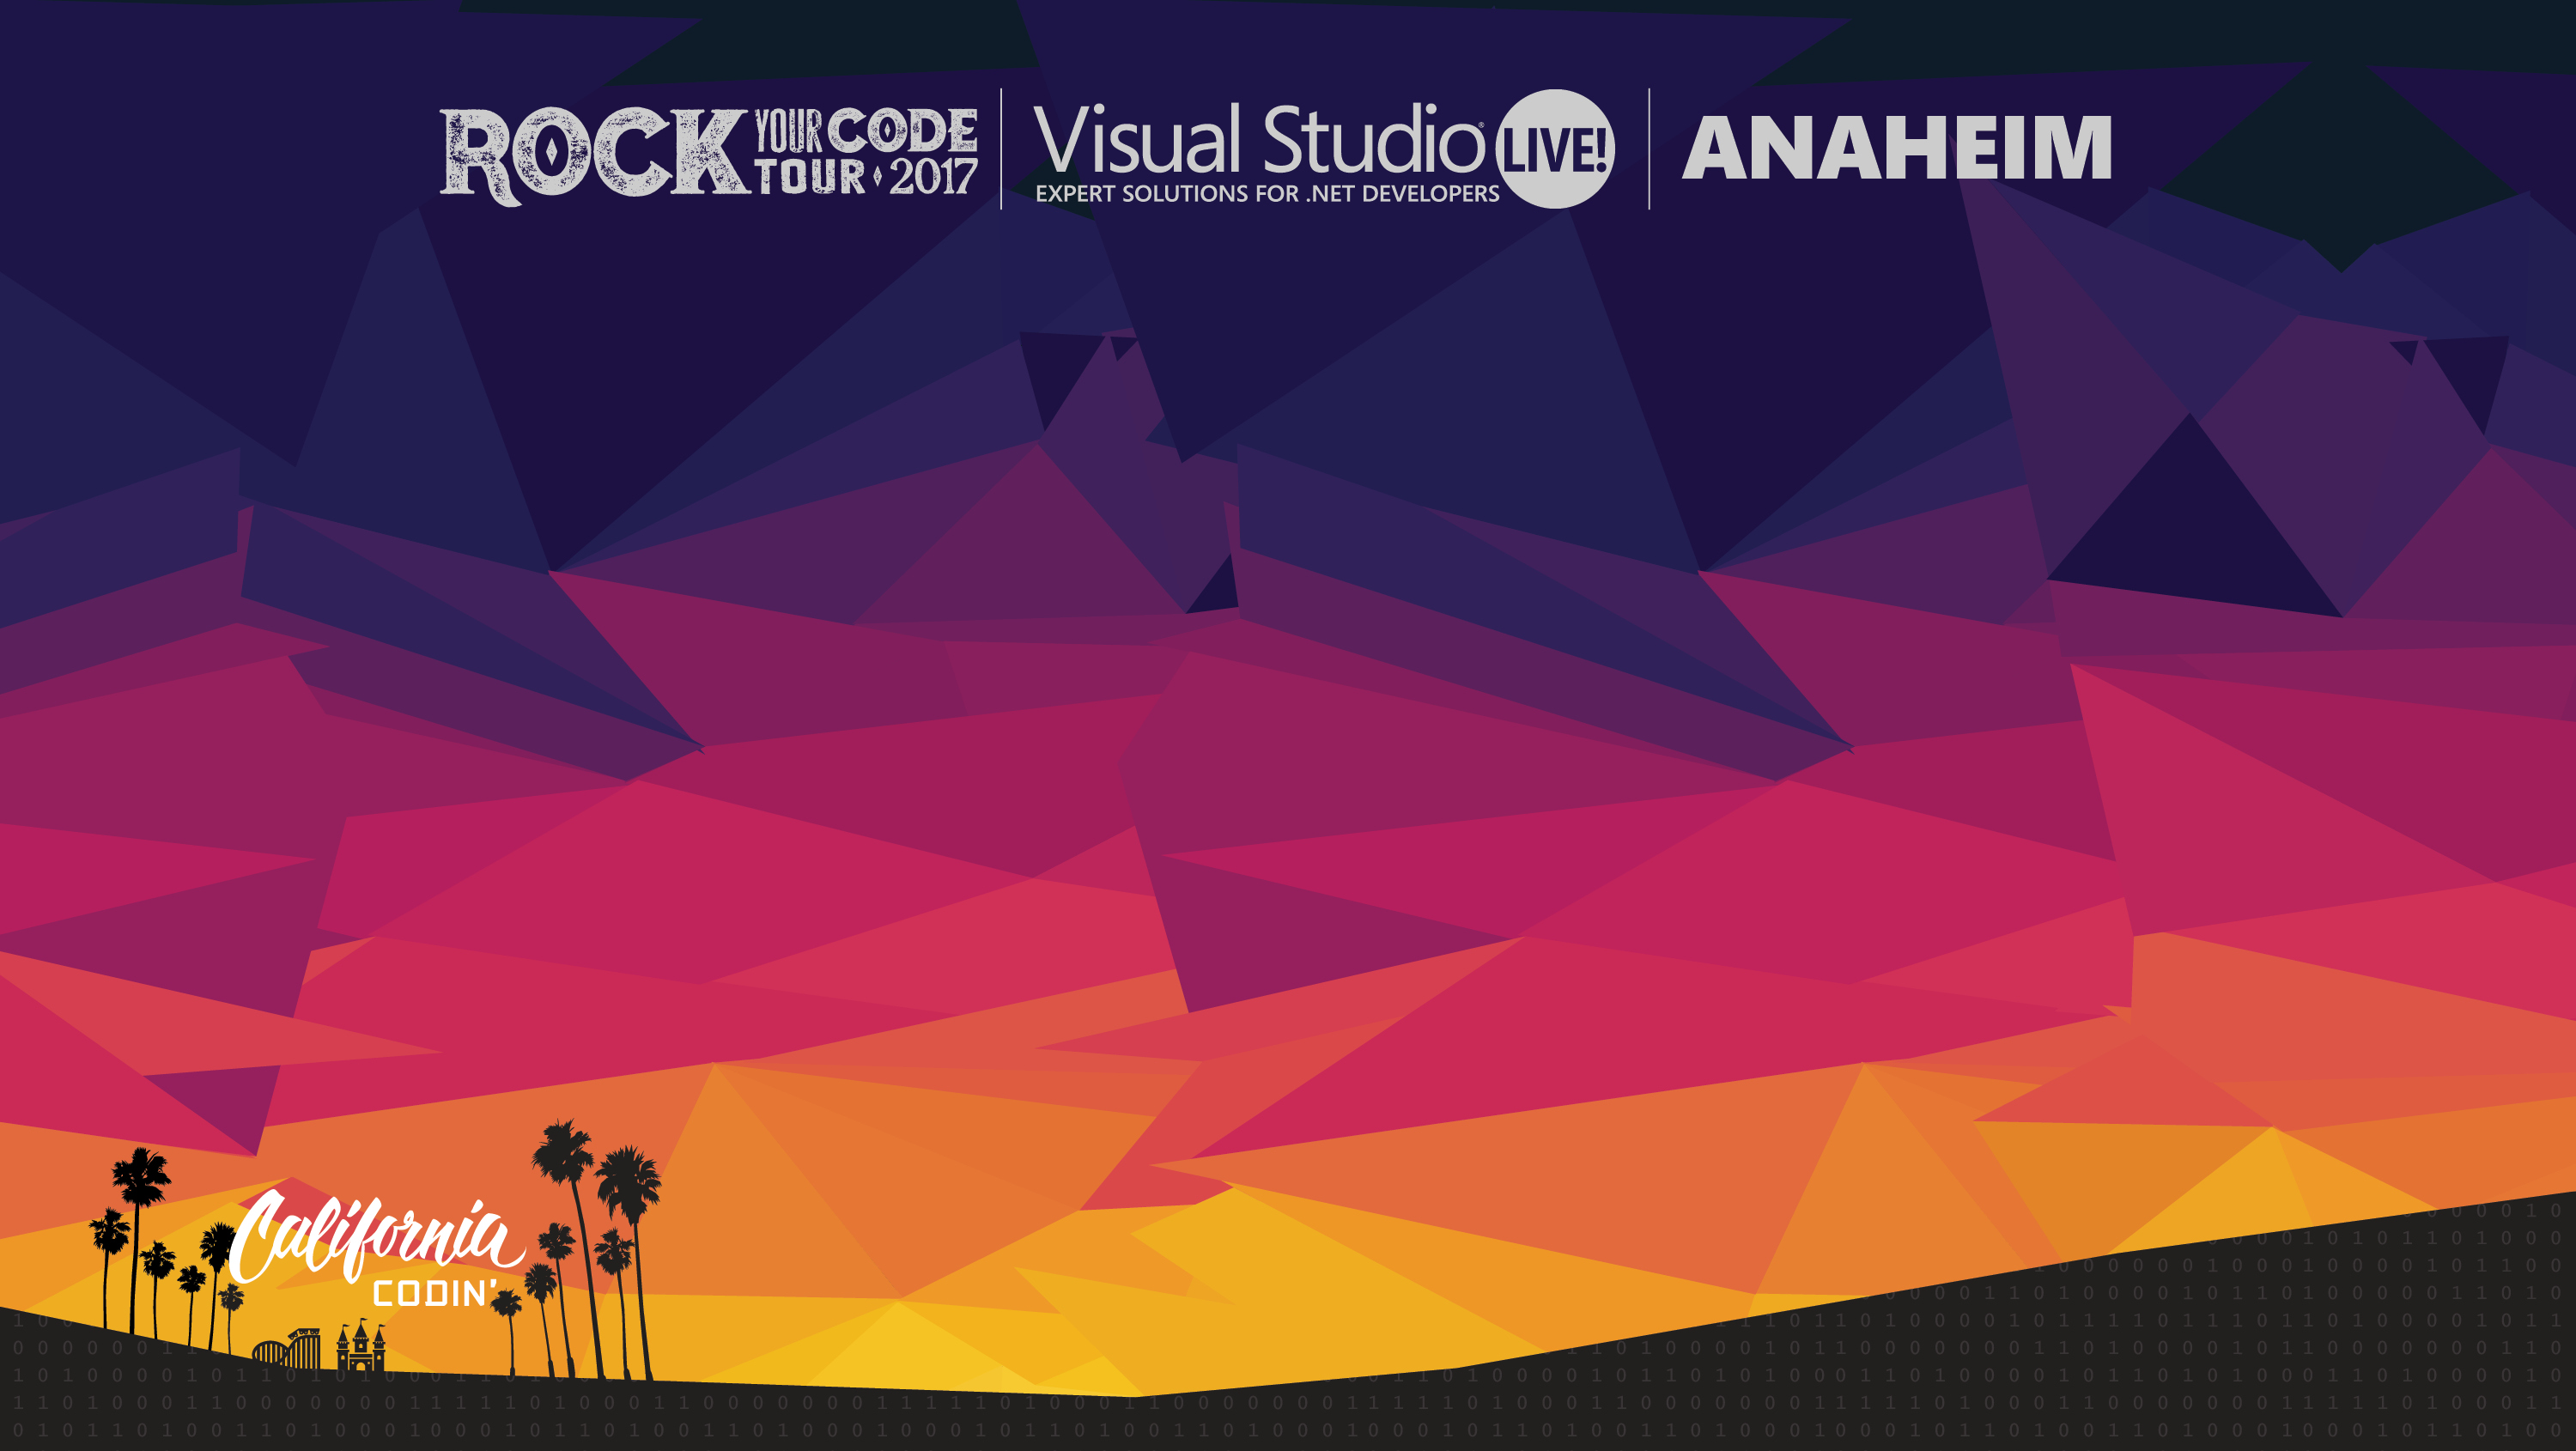 ROCK YOUR CODE TOUR 2017
Visual Studio® LIVE!
EXPERT SOLUTIONS FOR .NET DEVELOPERS
ANAHEIM
California
CODIN'